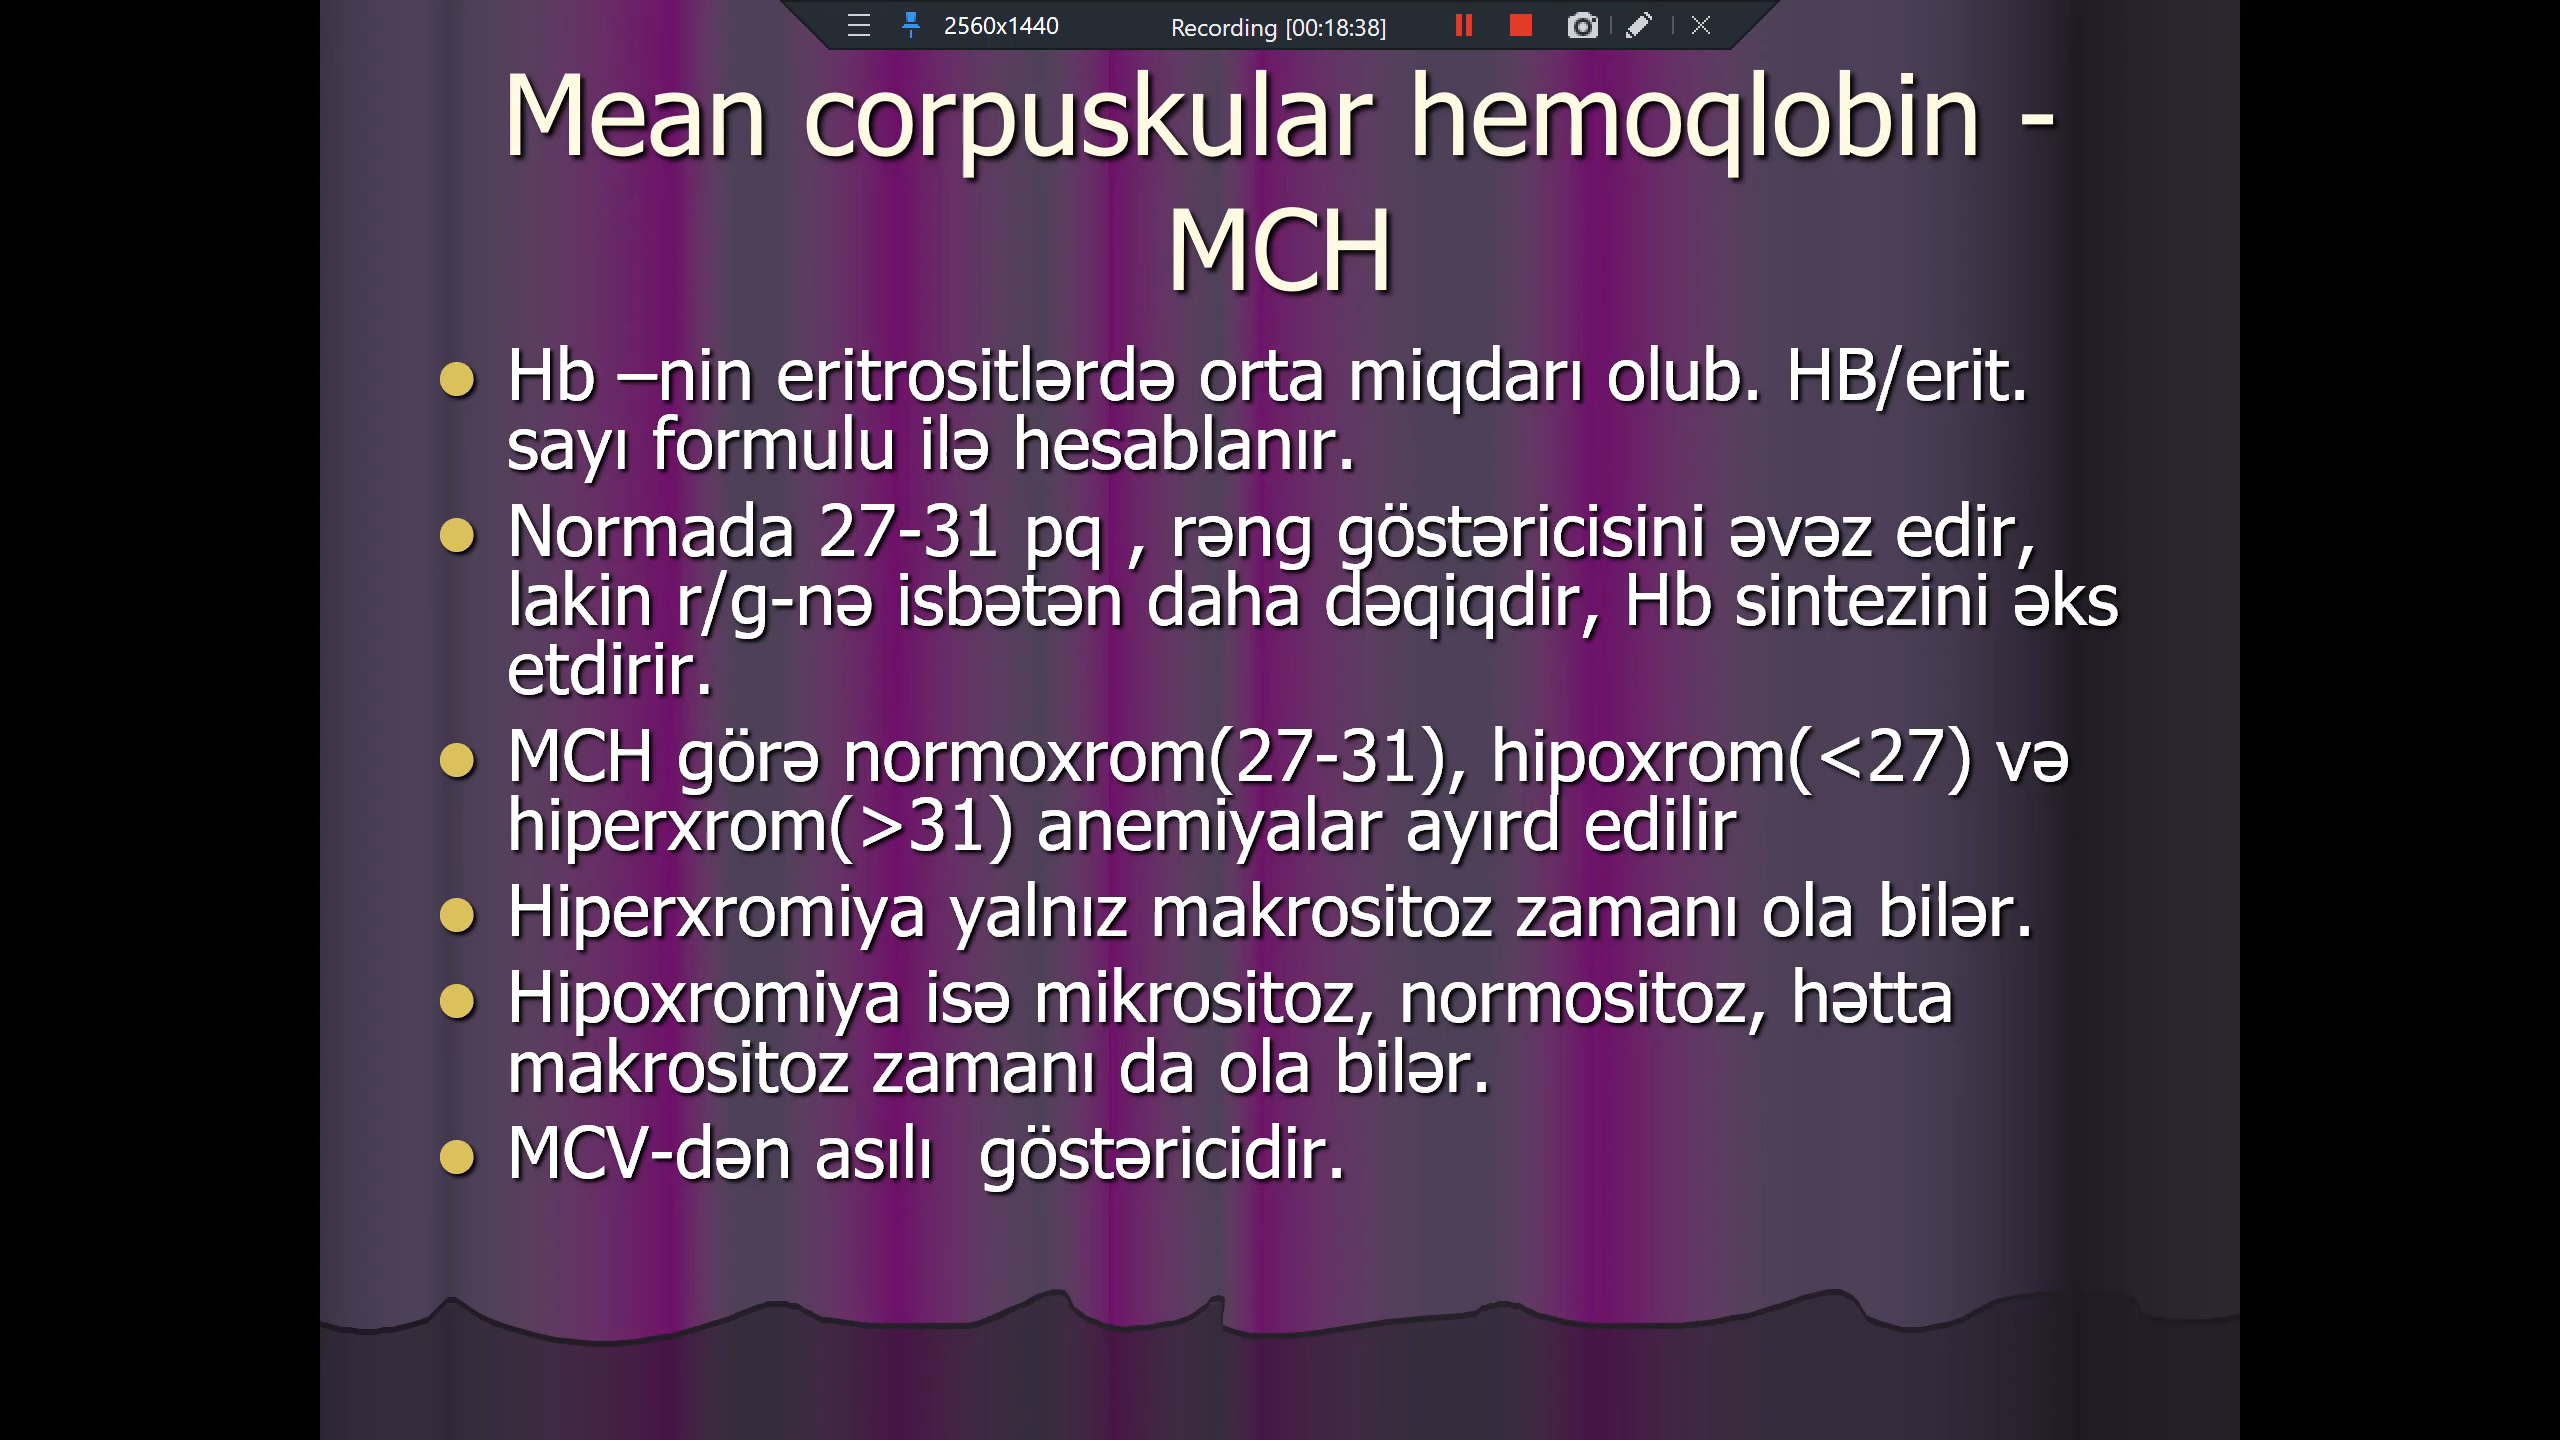 2560x1440 Recording [00:18:38]
Mean corpuskular hemoqlobin -
MCH
Hb –nin eritrositlərdə orta miqdarı olub. HB/erit.
sayı formulu ilə hesablanır.
Normada 27-31 pq , rəng göstəricisini əvəz edir,
lakin r/g-nə isbətən daha dəqiqdir, Hb sintezini əks
etdirir.
MCH görə normoxrom(27-31), hipoxrom(<27) və
hiperxrom(>31) anemiyalar ayırd edilir
Hiperxromiya yalnız makrositoz zamanı ola bilər.
Hipoxromiya isə mikrositoz, normositoz, hətta
makrositoz zamanı da ola bilər.
MCV-dən asılı  göstəricidir.